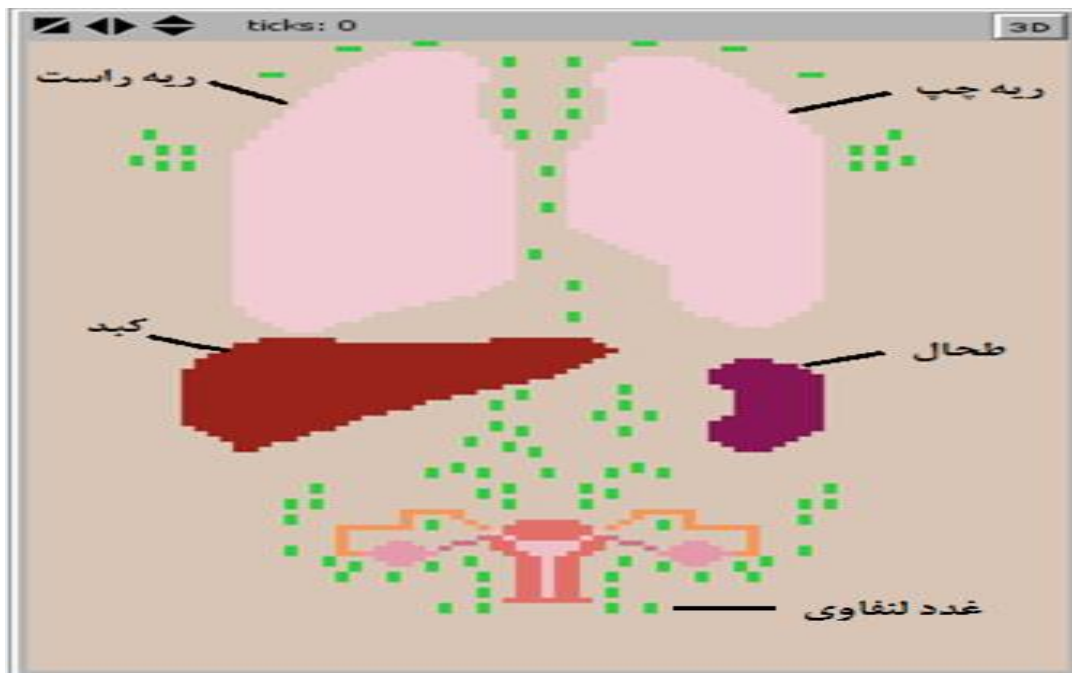 ticks: 0
3D
ریه راست
ریه چپ
کبد
طحال
غدد لنفاوی